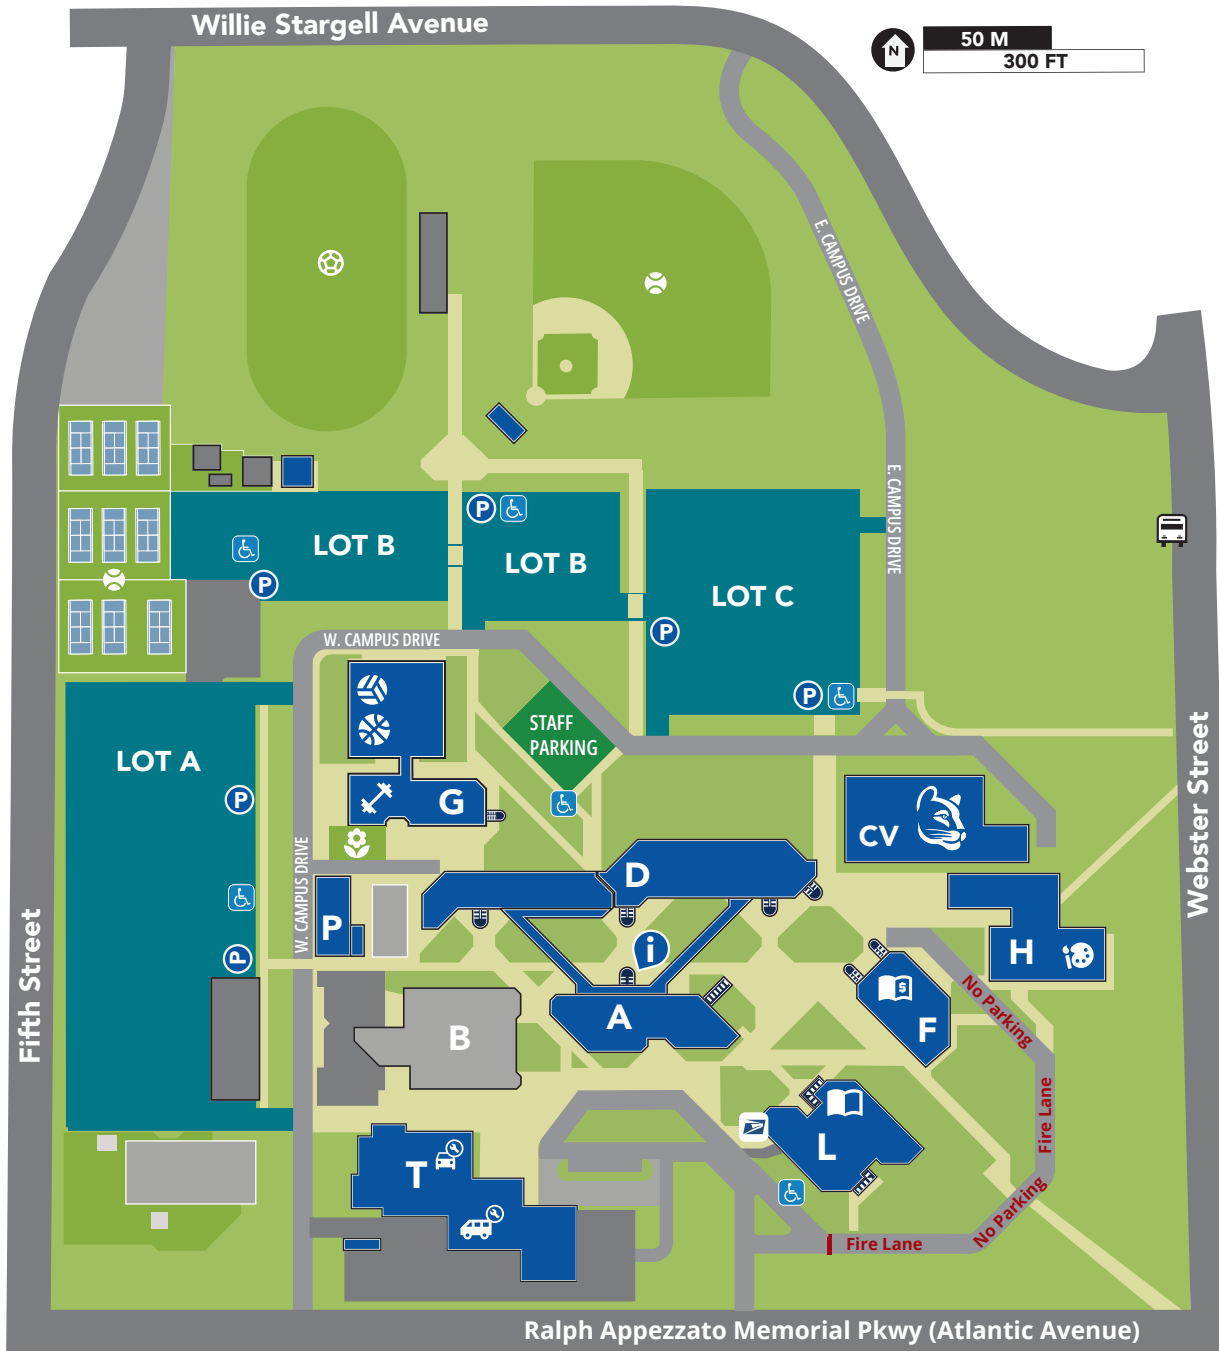 Willie Stargell Avenue
N
50 M
300 FT
E. CAMPUS DRIVE
E. CAMPUS DRIVE
P
LOT B
LOT B
P
LOT C
P
W. CAMPUS DRIVE
P
STAFF
PARKING
LOT A
P
G
CV
Webster Street
W. CAMPUS DRIVE
D
P
i
H
P
Fifth Street
No Parking
$
A
F
B
Fire Lane
L
T
No Parking
Fire Lane
Ralph Appezzato Memorial Pkwy (Atlantic Avenue)